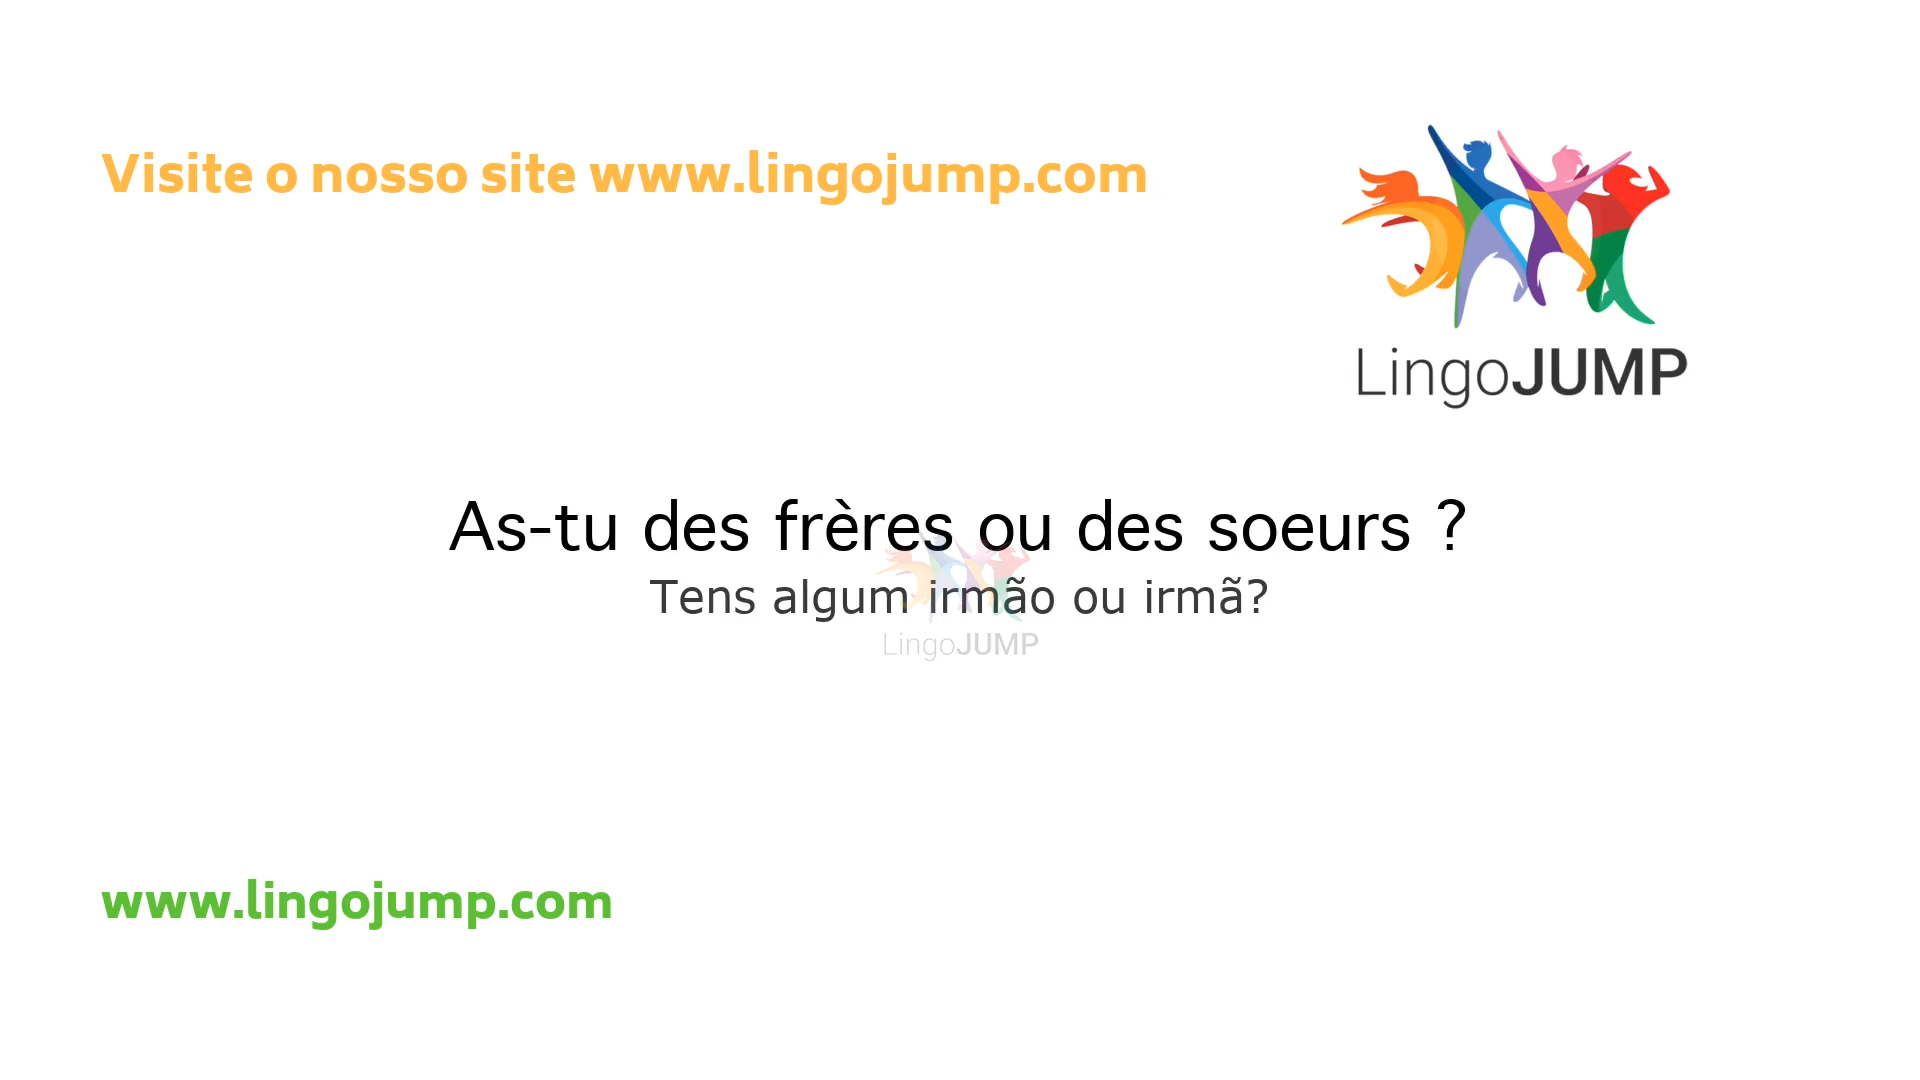 Visite o nosso site www.lingojump.com
LingoJUMP
As-tu des frères ou des soeurs ?
Tens algum irmão ou irmã?
LingoJUMP
www.lingojump.com